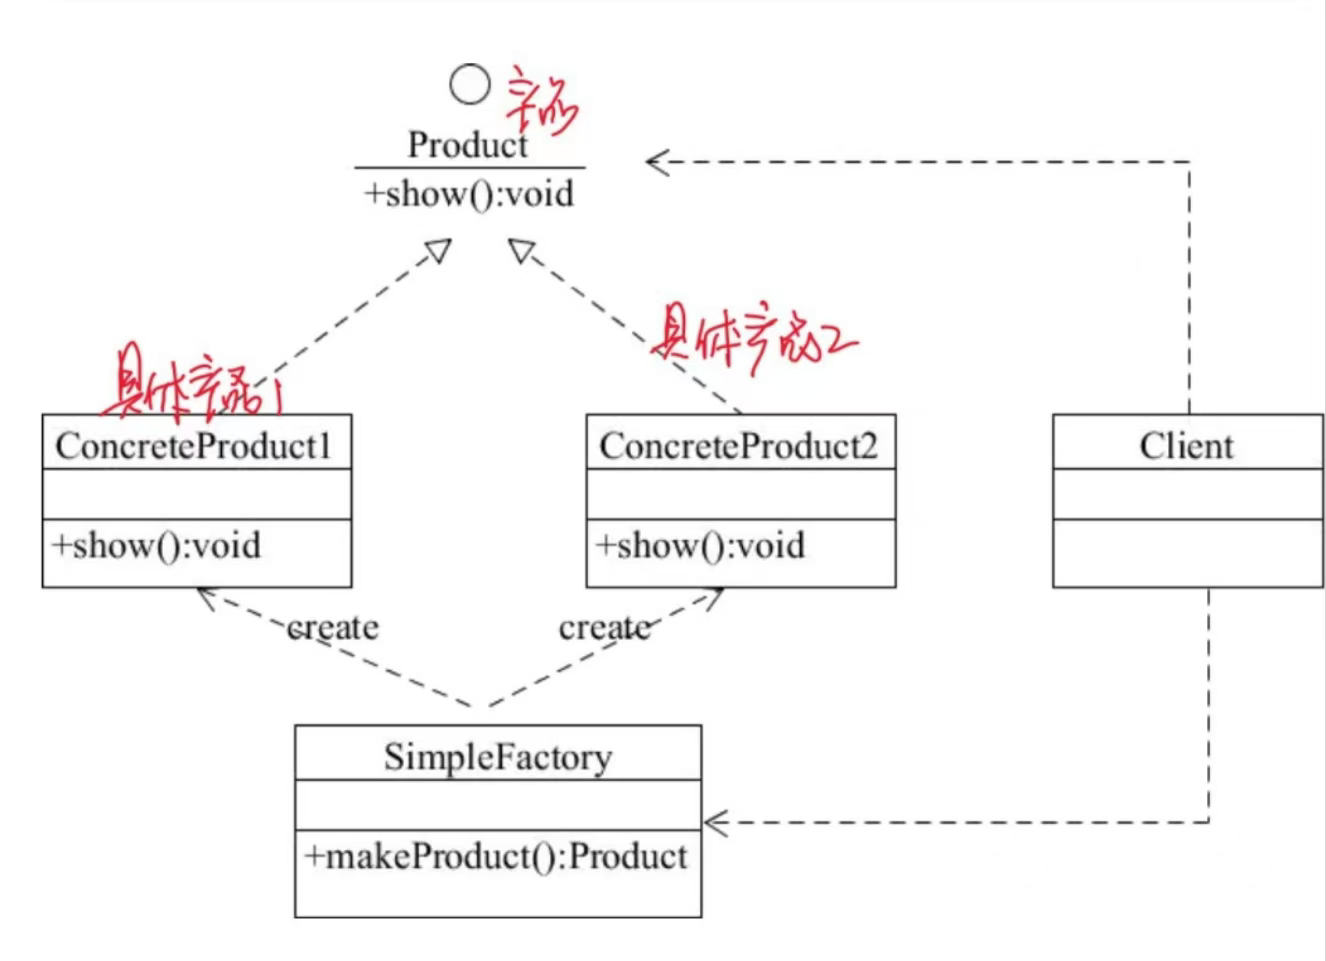 产品
Product
+show():void
具体产品2
具体产品1
ConcreteProduct1
ConcreteProduct2
Client
+show():void
+show():void
create
create
SimpleFactory
+makeProduct():Product